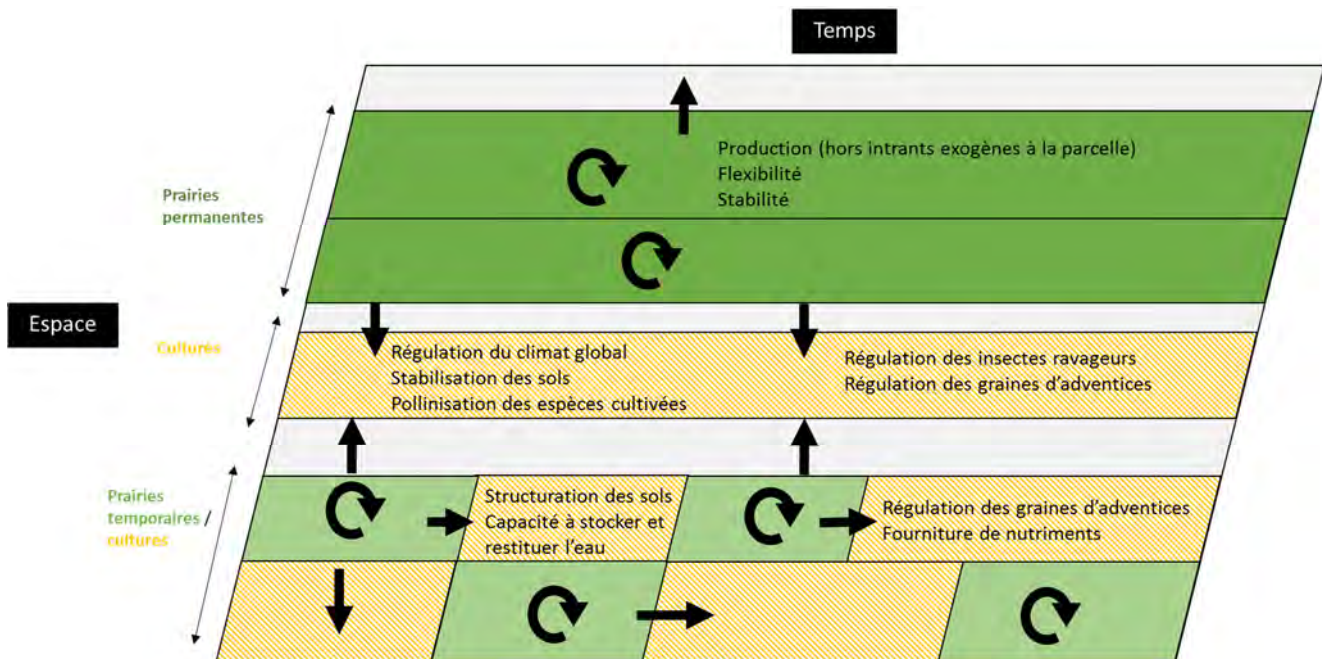 Temps
Production (hors intrants exogènes à la parcelle)
Flexibilité
Stabilité
Prairies
permanentes
Espace
Cultures
Régulation du climat global
Stabilisation des sols
Pollinisation des espèces cultivées
Régulation des insectes ravageurs
Régulation des graines d'adventices
Prairies
temporaires /
cultures
Structuration des sols
Capacité à stocker et
restituer l'eau
Régulation des graines d'adventices
Fourniture de nutriments